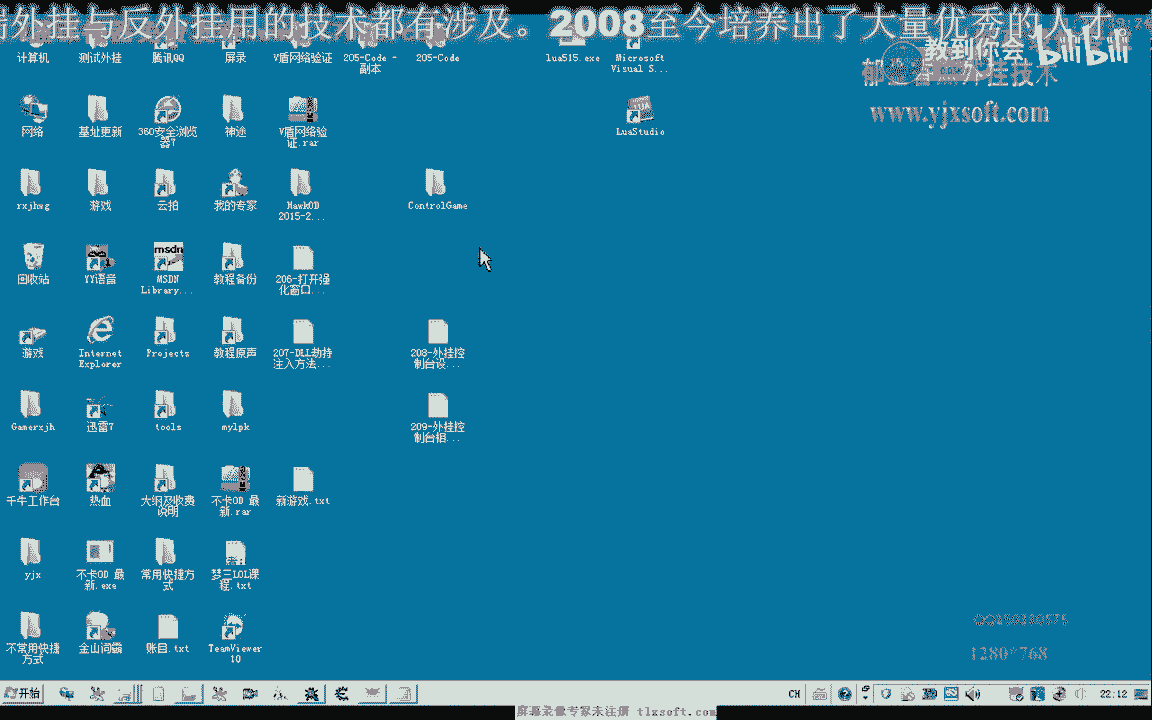 外挂与反外挂用的技术都有涉及。2008至今培养出了大量优秀的人才。
教到你会
bilibili
外挂技术
www.yjxsoft.com
计算机
测试外挂
腾讯QQ
屏录
V盾网络验证
205-Code -
副本
205-Code
lua515.exe
Microsoft
Visual S...
网络
基址更新
360安全浏览
器7
神途
V盾网络验
证.rar
LuaStudio
rxjhwg
游戏
云拍
我的专家
HawkOD
2015-2...
ControlGame
回收站
YY语音
msdn
MSDN
Library...
教程备份
206-打开强
化窗口...
游戏
Internet
Explorer
Projects
教程原声
207-DLL劫持
注入方法...
208-外挂控
制台设...
Gamerxjh
迅雷7
tools
mylpk
209-外挂控
制台组...
千牛工作台
热血
大纲及收费
说明
不卡OD 最
新.rar
新游戏.txt
yjx
不卡OD 最
新.exe
常用快捷方
式
梦三LOL课
程.txt
不常用快捷
方式
金山词霸
账目.txt
TeamViewer
10
1280*768
开始
CH
22:12
屏幕录像专家未注册 tlxsoft.com